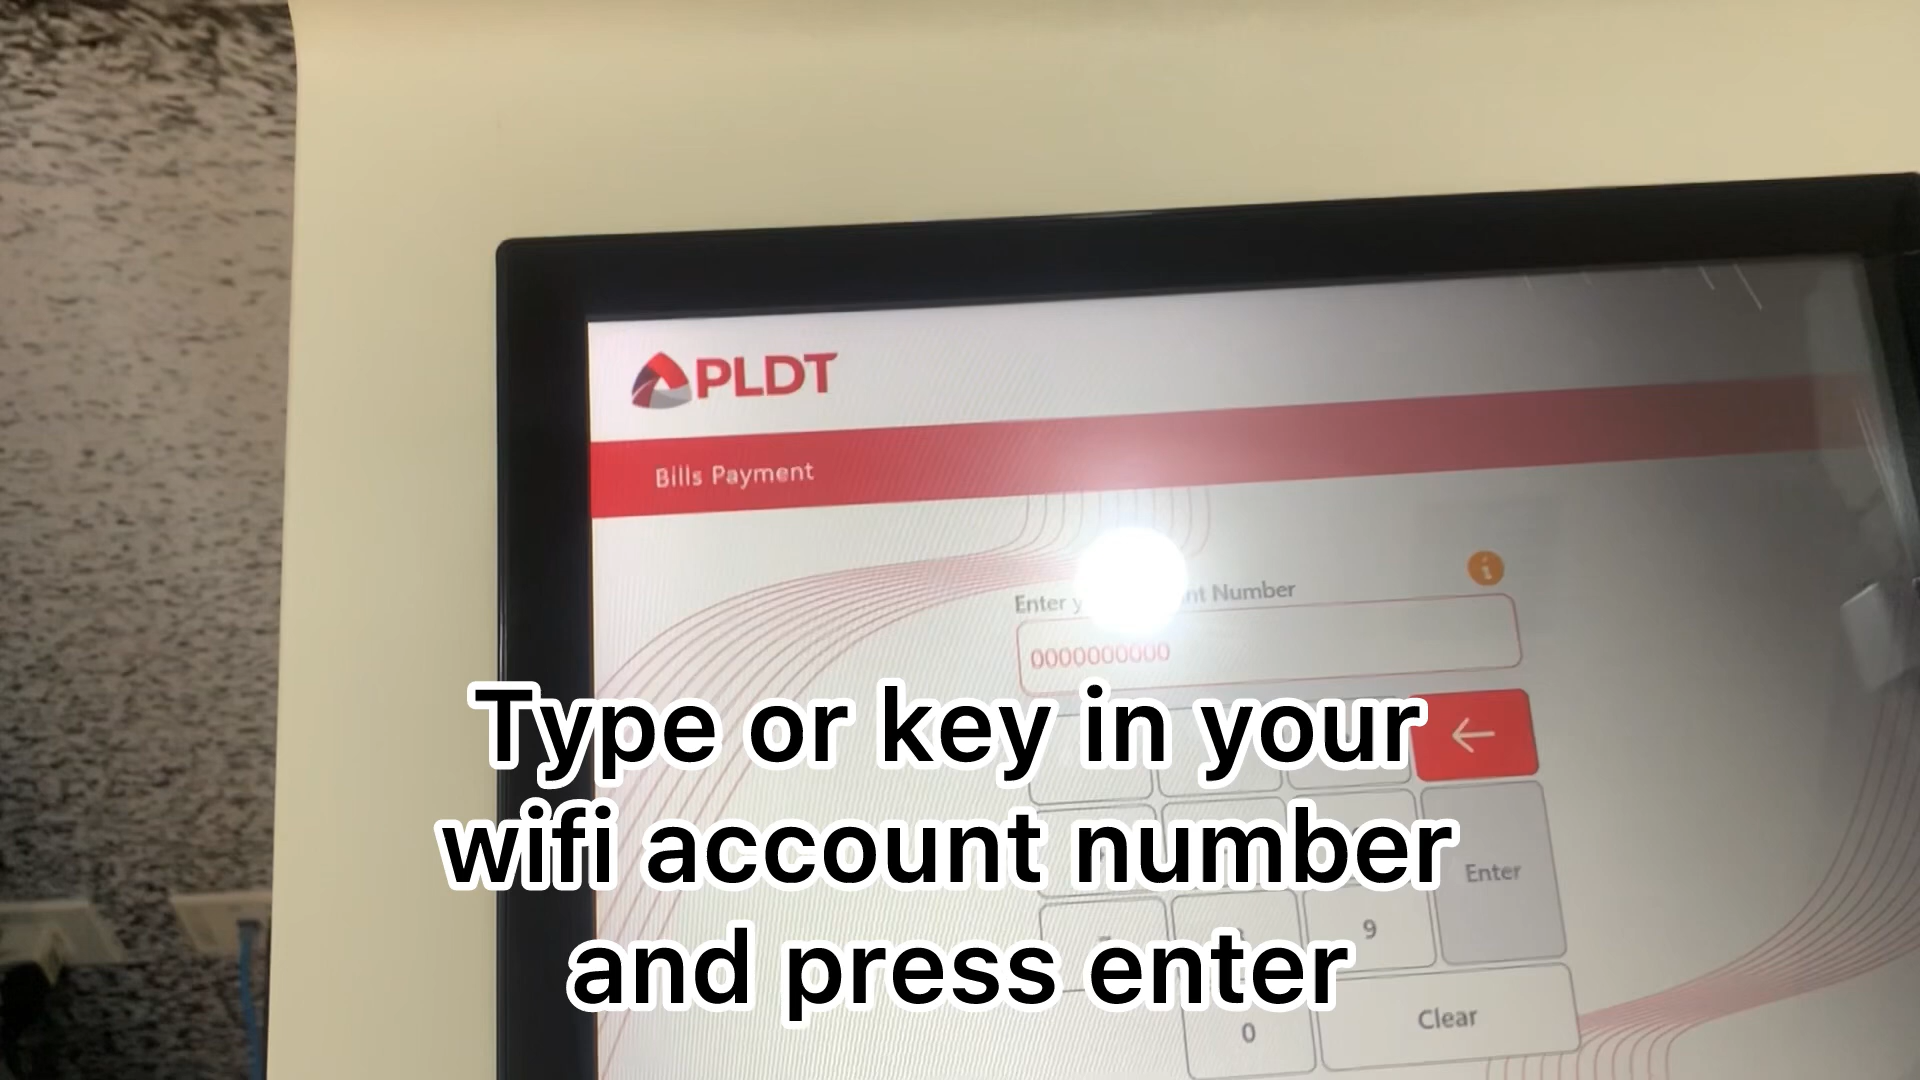 PLDT
Bills Payment
i
Enter Number
0000000000
Type or key in your
wifi account number
and press enter
Enter
9
0
Clear